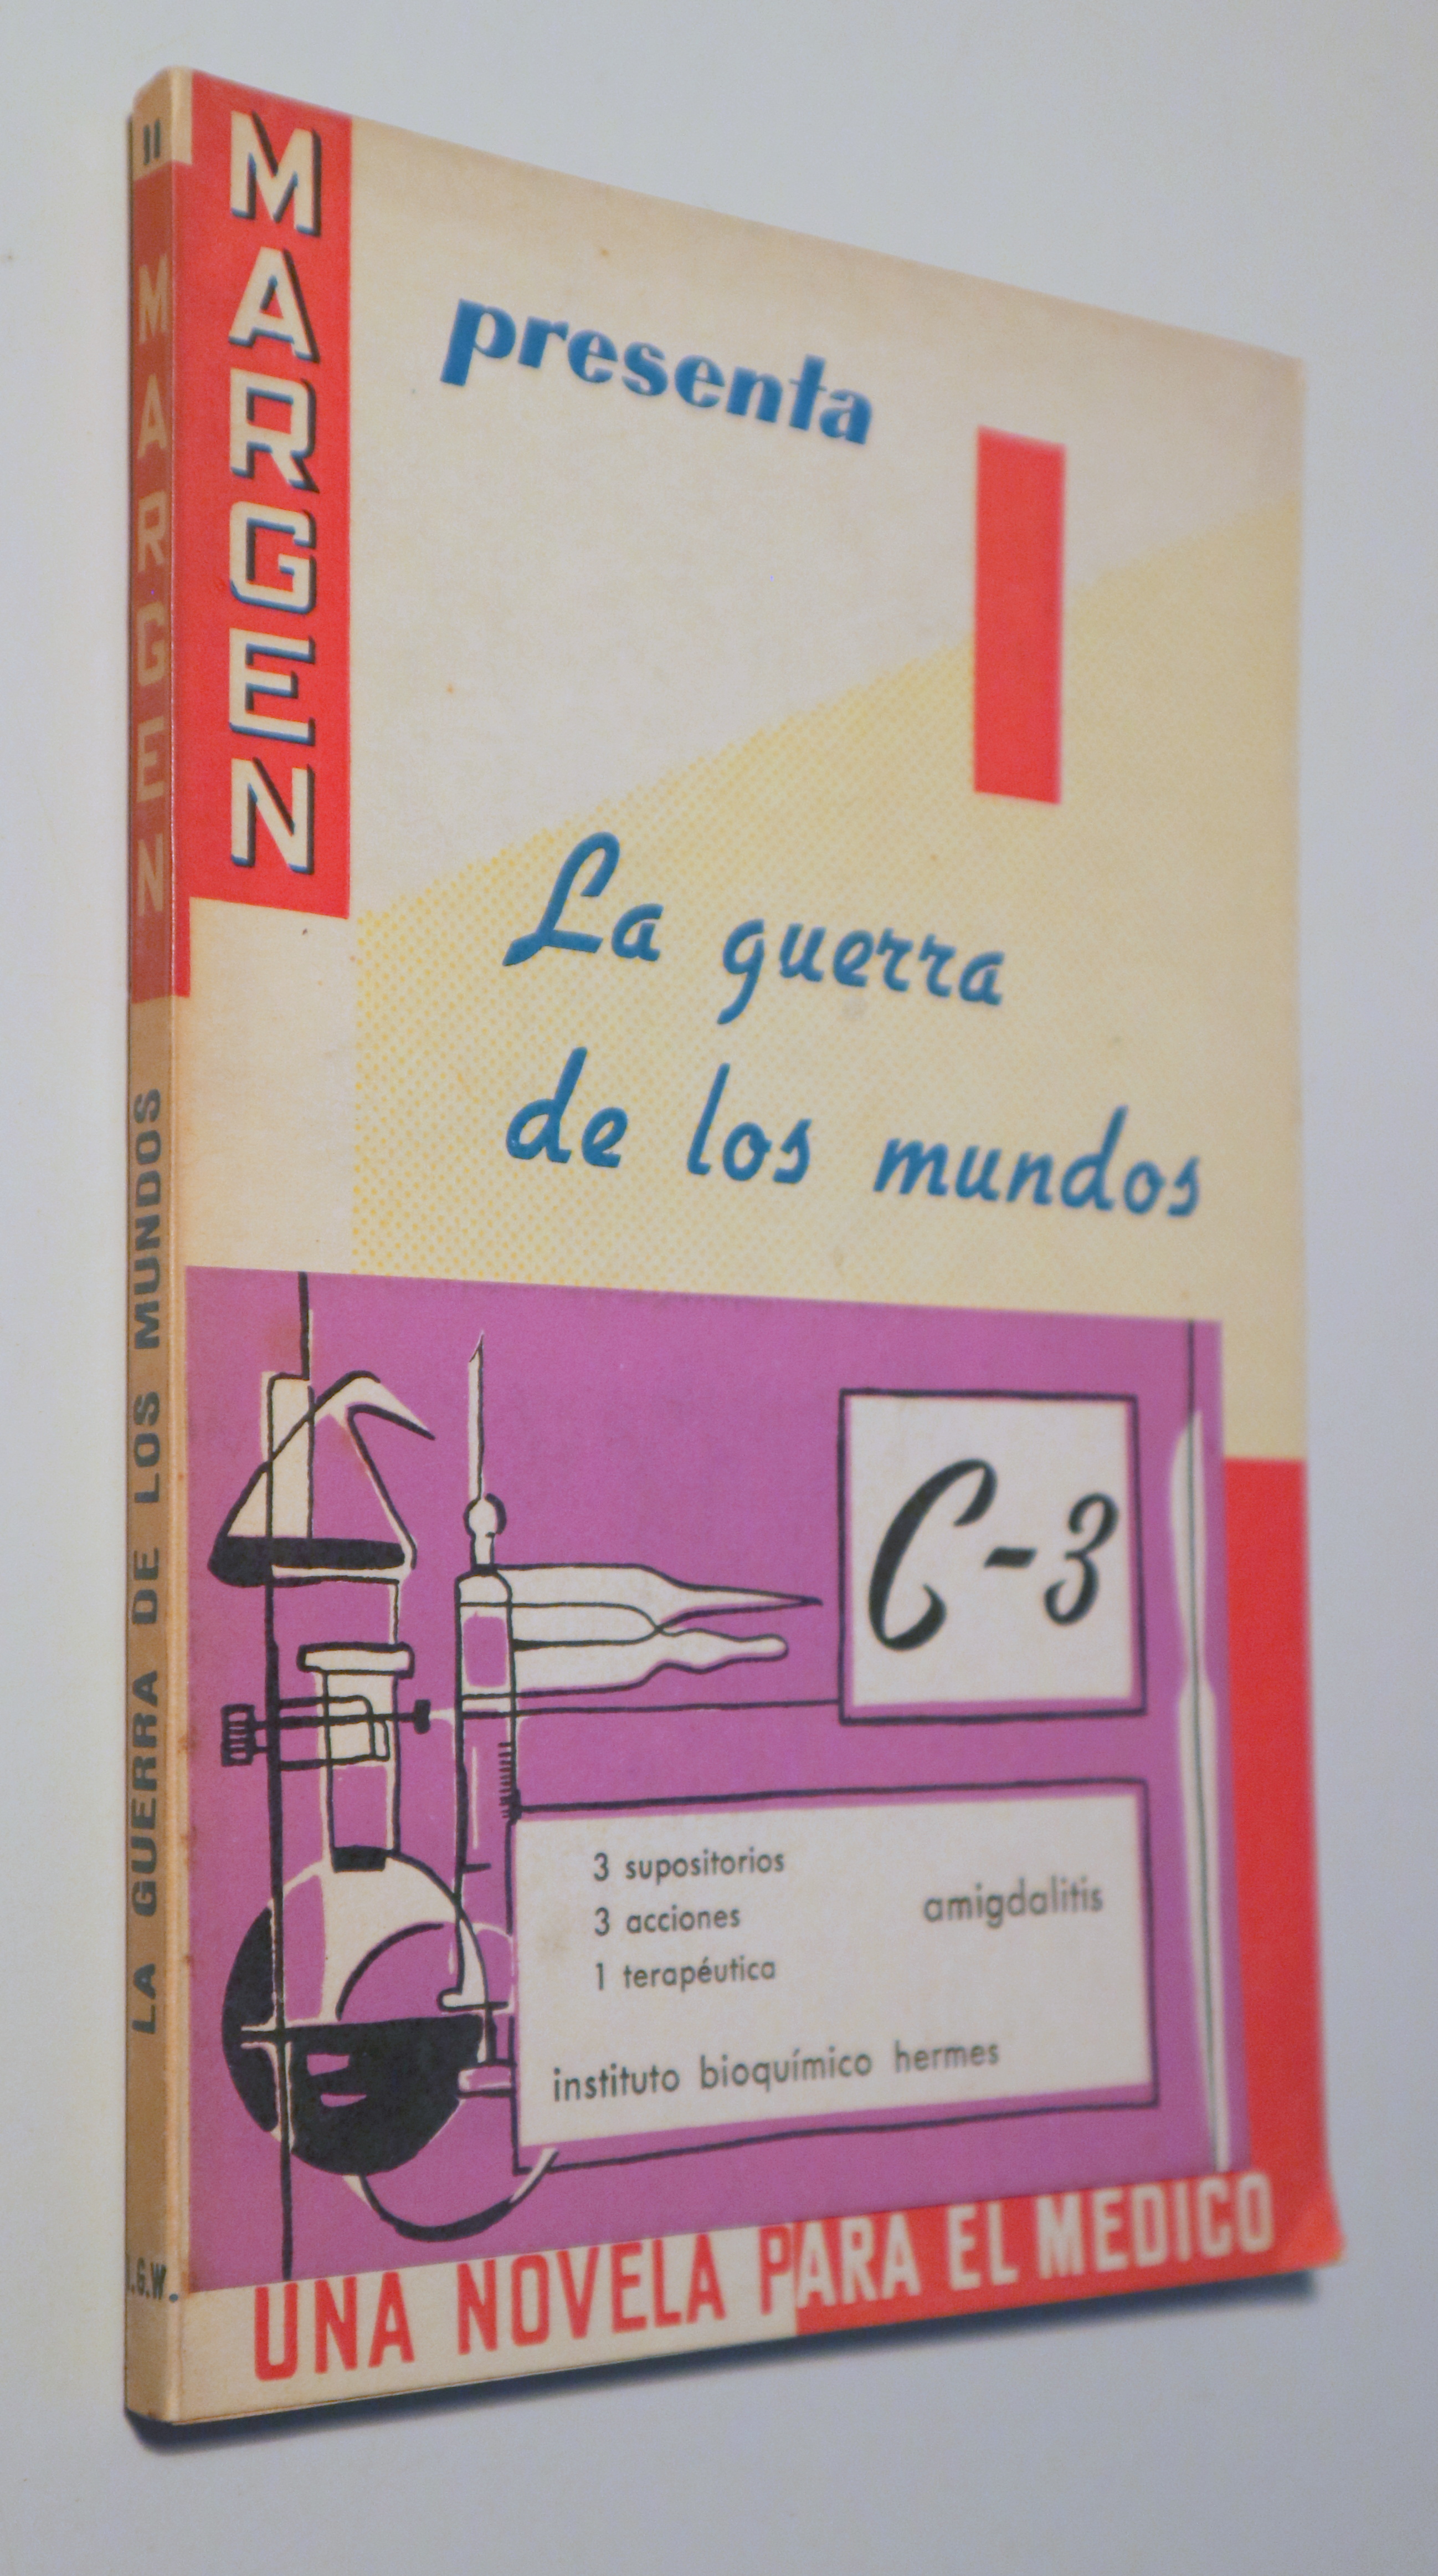 MARGEN
presenta
La guerra
de los mundos
C-3
3 supositorios
3 acciones
1 terapéutica
amigdalitis
instituto bioquímico hermes
UNA NOVELA PARA EL MEDICO
11
MARGEN
LA GUERRA DE LOS MUNDOS
.G.W.